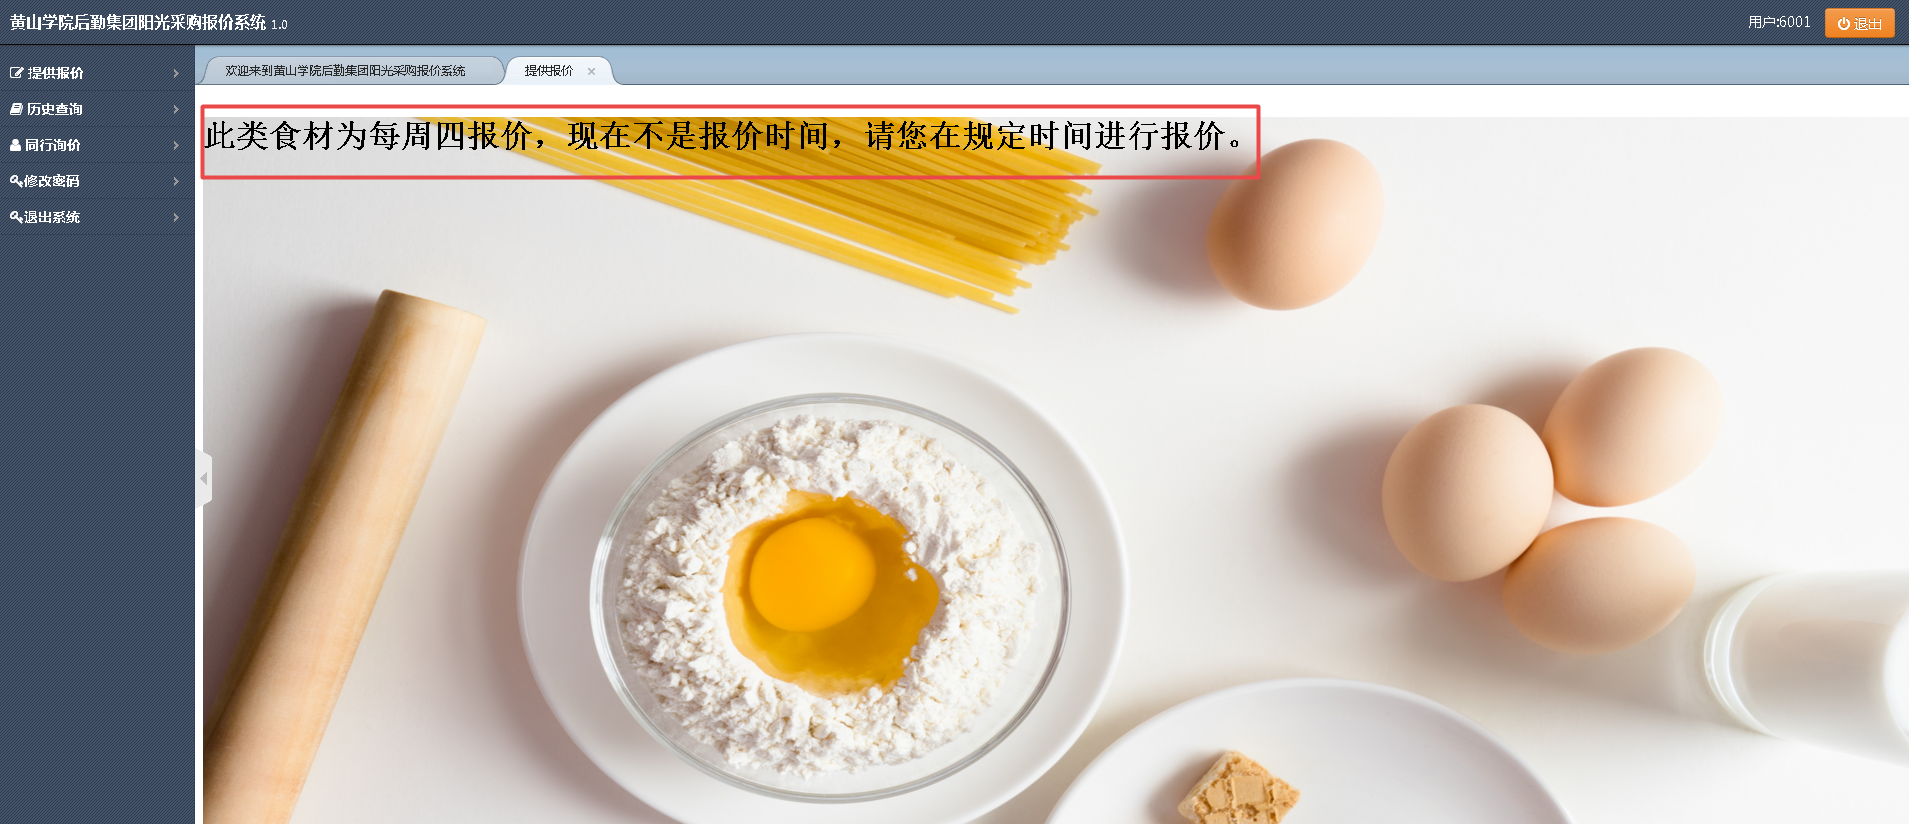 黄山学院后勤集团阳光采购报价系统 1.0
用户:6001
退出
提供报价
历史查询
同行询价
修改密码
退出系统
欢迎来到黄山学院后勤集团阳光采购报价系统
提供报价
此类食材为每周四报价，现在不是报价时间，请您在规定时间进行报价。